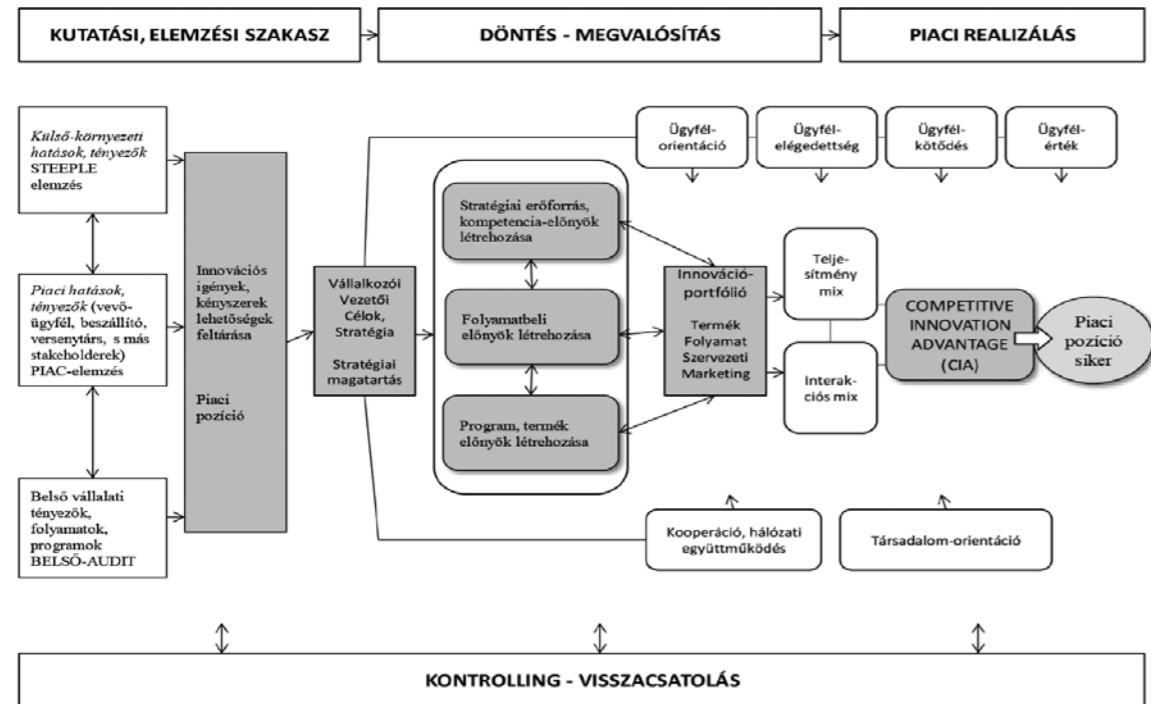 KUTATÁSI, ELEMZÉSI SZAKASZ
DÖNTÉS - MEGVALÓSÍTÁS
PIACI REALIZÁLÁS
Külső-környezeti
hatások, tényezők
STEEPLE
elemzés
Piaci hatások,
tényezők (vevő-
ügyfél, beszállító,
versenytárs, s más
stakeholderek)
PIAC-elemzés
Belső vállalati
tényezők,
folyamatok,
programok
BELSŐ-AUDIT
Innovációs
igények,
kényszerek
lehetőségek
feltárása
Piaci
pozíció
Vállalkozói
Vezetői
Célok,
Stratégia
Stratégiai
magatartás
Stratégiai erőforrás,
kompetencia-előnyök
létrehozása
Folyamatbeli
előnyök létrehozása
Program, termék
előnyök létrehozása
Ügyfél-
orientáció
Ügyfél-
elégedettség
Ügyfél-
kötődés
Ügyfél-
érték
Innováció-
portfólió
Termék
Folyamat
Szervezeti
Marketing
Telje-
sítmény
mix
Interak-
ciós mix
COMPETITIVE
INNOVATION
ADVANTAGE
(CIA)
Piaci
pozíció
siker
Kooperáció, hálózati
együttműködés
Társadalom-orientáció
KONTROLLING - VISSZACSATOLÁS